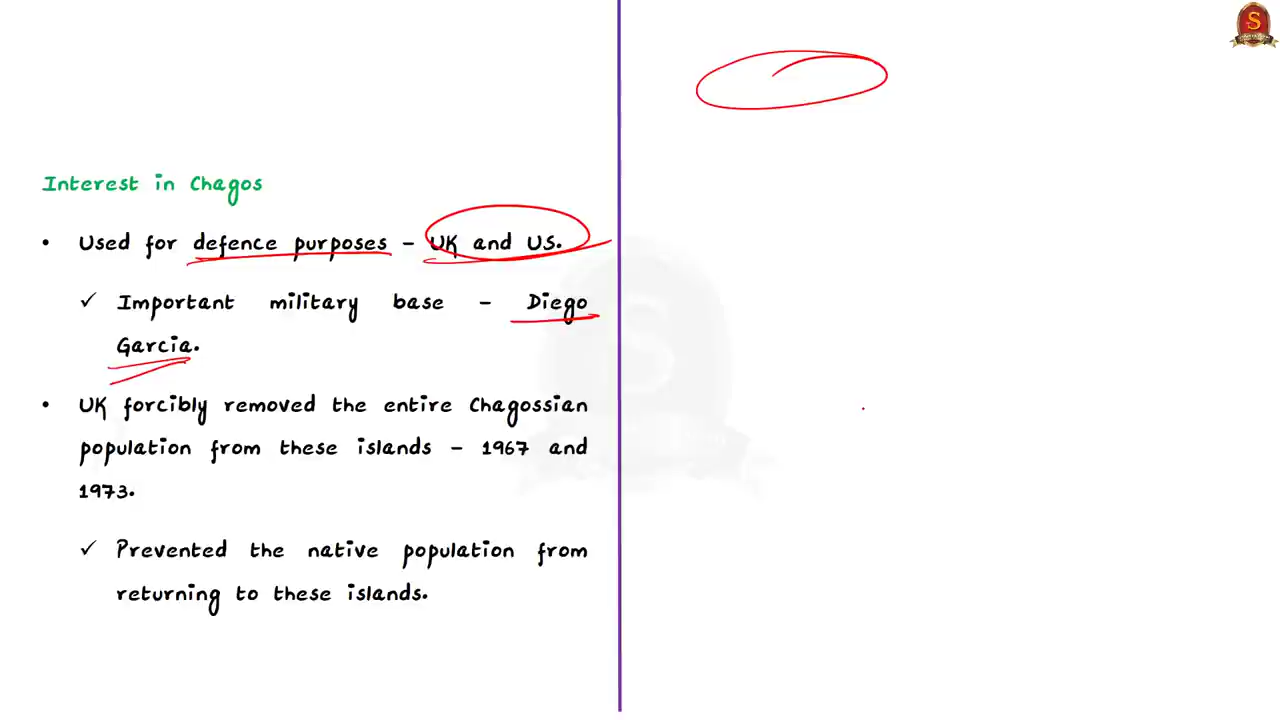 Interest in Chagos
• Used for defence purposes – UK and US.
✓ Important military base – Diego
Garcia.
• UK forcibly removed the entire Chagossian
population from these islands – 1967 and
1973.
✓ Prevented the native population from
returning to these islands.
S